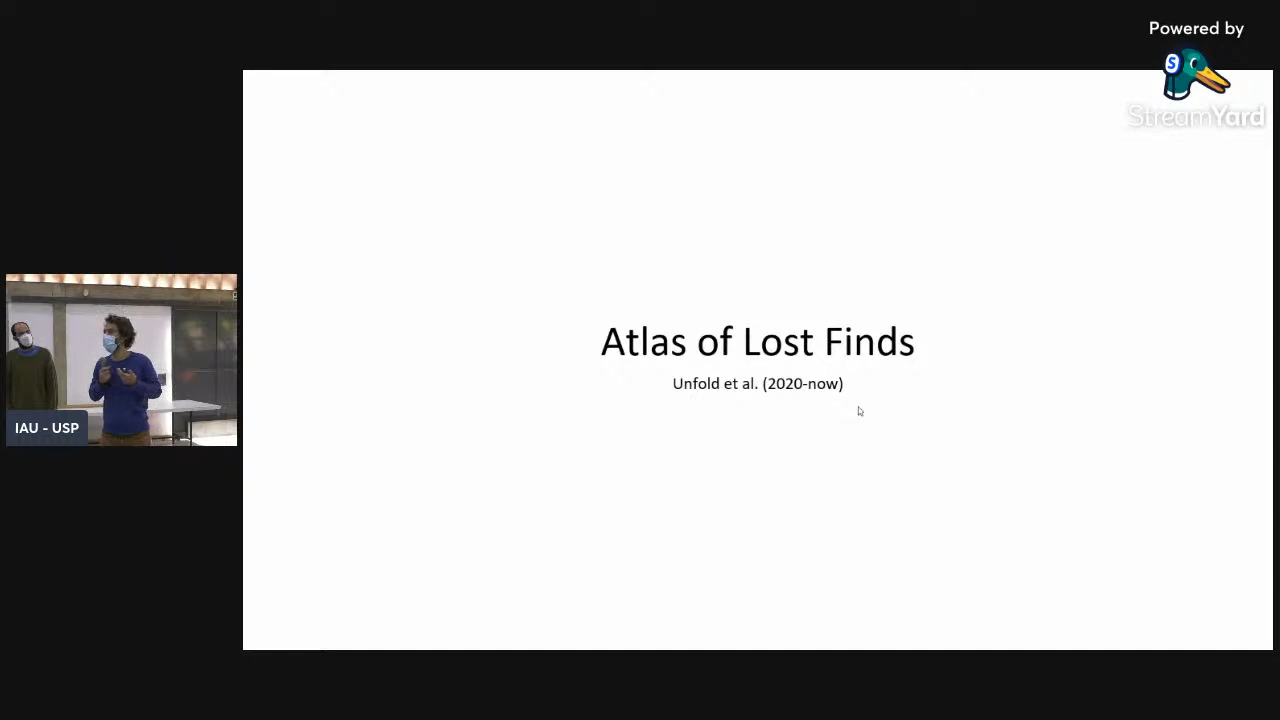 Powered by
S
StreamYard
Atlas of Lost Finds
Unfold et al. (2020-now)
IAU - USP